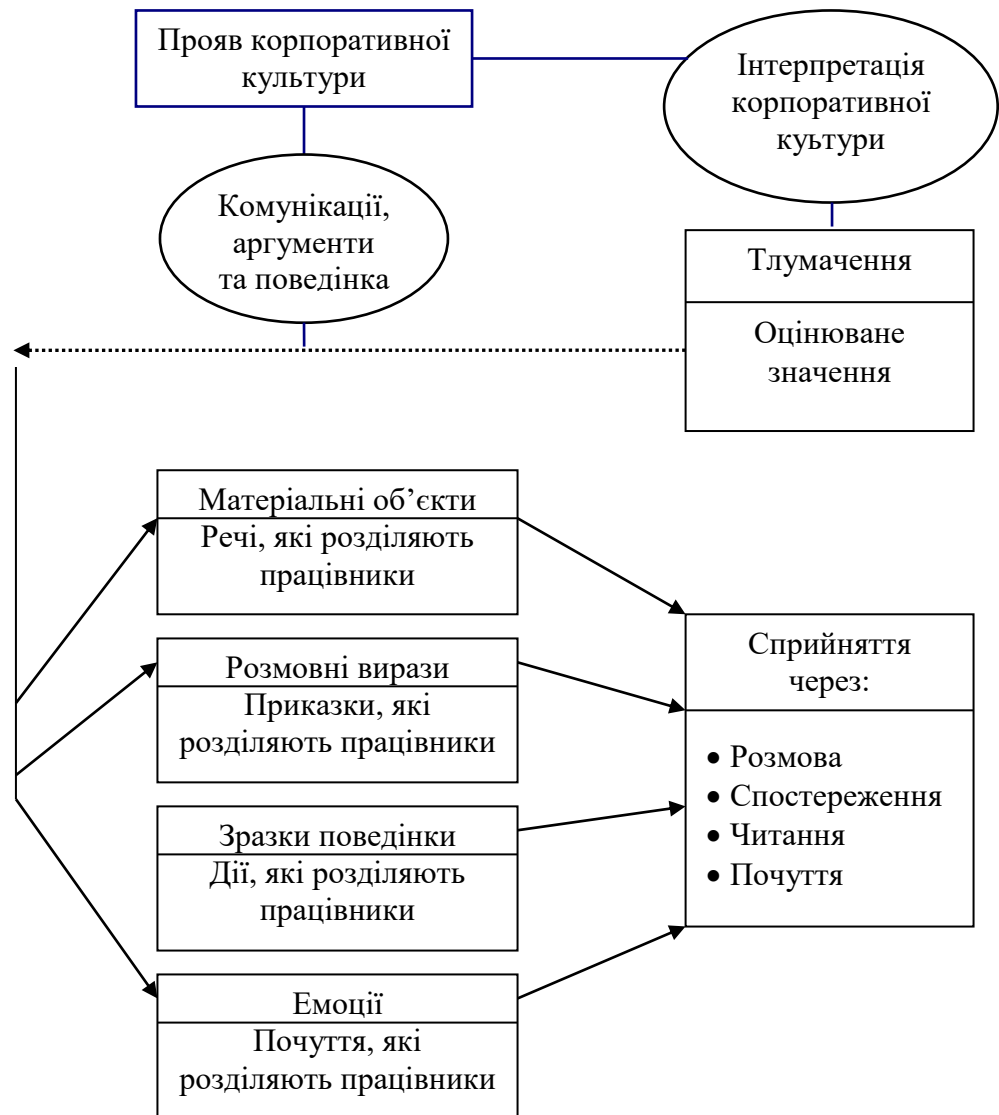 Прояв корпоративної
культури
Інтерпретація
корпоративної
куьтури
Комунікації,
аргументи
та поведінка
Тлумачення
Оцінюване
значення
Матеріальні об’єкти
Речі, які розділяють
працівники
Розмовні вирази
Приказки, які
розділяють працівники
Зразки поведінки
Дії, які розділяють
працівники
Емоції
Почуття, які
розділяють працівники
Сприйняття
через:
• Розмова
• Спостереження
• Читання
• Почуття